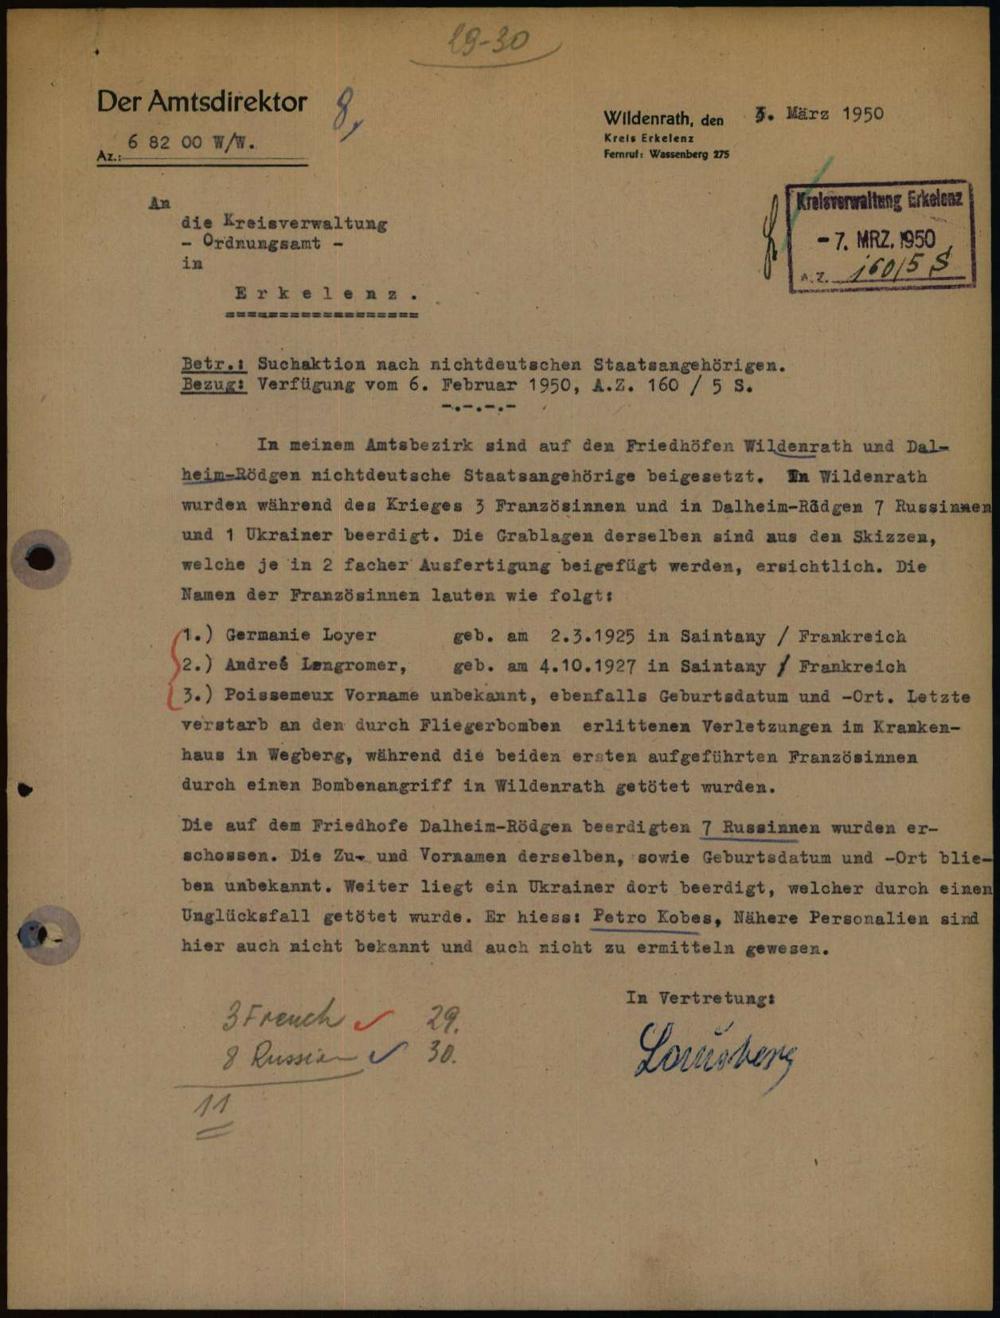 29-30
Der Amtsdirektor
8,
Az.: 6 82 00 W/W.
Wildenrath, den 3. März 1950
Kreis Erkelenz
Fernruf: Wassenberg 275
Kreisverwaltung Erkelenz
-7. MRZ. 1950
A.Z. 160/5 S
An
die Kreisverwaltung
- Ordnungsamt -
in
Erkelenz.
==================
Betr.: Suchaktion nach nichtdeutschen Staatsangehörigen.
Bezug: Verfügung vom 6. Februar 1950, A.Z. 160 / 5 S.
-.-.-.-
In meinem Amtsbezirk sind auf den Friedhöfen Wildenrath und Dal-
heim-Rödgen nichtdeutsche Staatsangehörige beigesetzt. In Wildenrath
wurden während des Krieges 3 Französinnen und in Dalheim-Rödgen 7 Russinnen
und 1 Ukrainer beerdigt. Die Grablagen derselben sind aus den Skizzen,
welche je in 2 facher Ausfertigung beigefügt werden, ersichtlich. Die
Namen der Französinnen lauten wie folgt:
1.) Germanie Loyer geb. am 2.3.1925 in Saintany / Frankreich
2.) Andreé Lengromer, geb. am 4.10.1927 in Saintany / Frankreich
3.) Poissemeux Vorname unbekannt, ebenfalls Geburtsdatum und -Ort. Letzte
verstarb an den durch Fliegerbomben erlittenen Verletzungen im Kranken-
haus in Wegberg, während die beiden ersten aufgeführten Französinnen
durch einen Bombenangriff in Wildenrath getötet wurden.
Die auf dem Friedhofe Dalheim-Rödgen beerdigten 7 Russinnen wurden er-
schossen. Die Zu- und Vornamen derselben, sowie Geburtsdatum und -Ort blie-
ben unbekannt. Weiter liegt ein Ukrainer dort beerdigt, welcher durch einen
Unglücksfall getötet wurde. Er hiess: Petro Kobes, Nähere Personalien sind
hier auch nicht bekannt und auch nicht zu ermitteln gewesen.
In Vertretung:
3 French ✓ 29.
8 Russian ✓ 30.
11